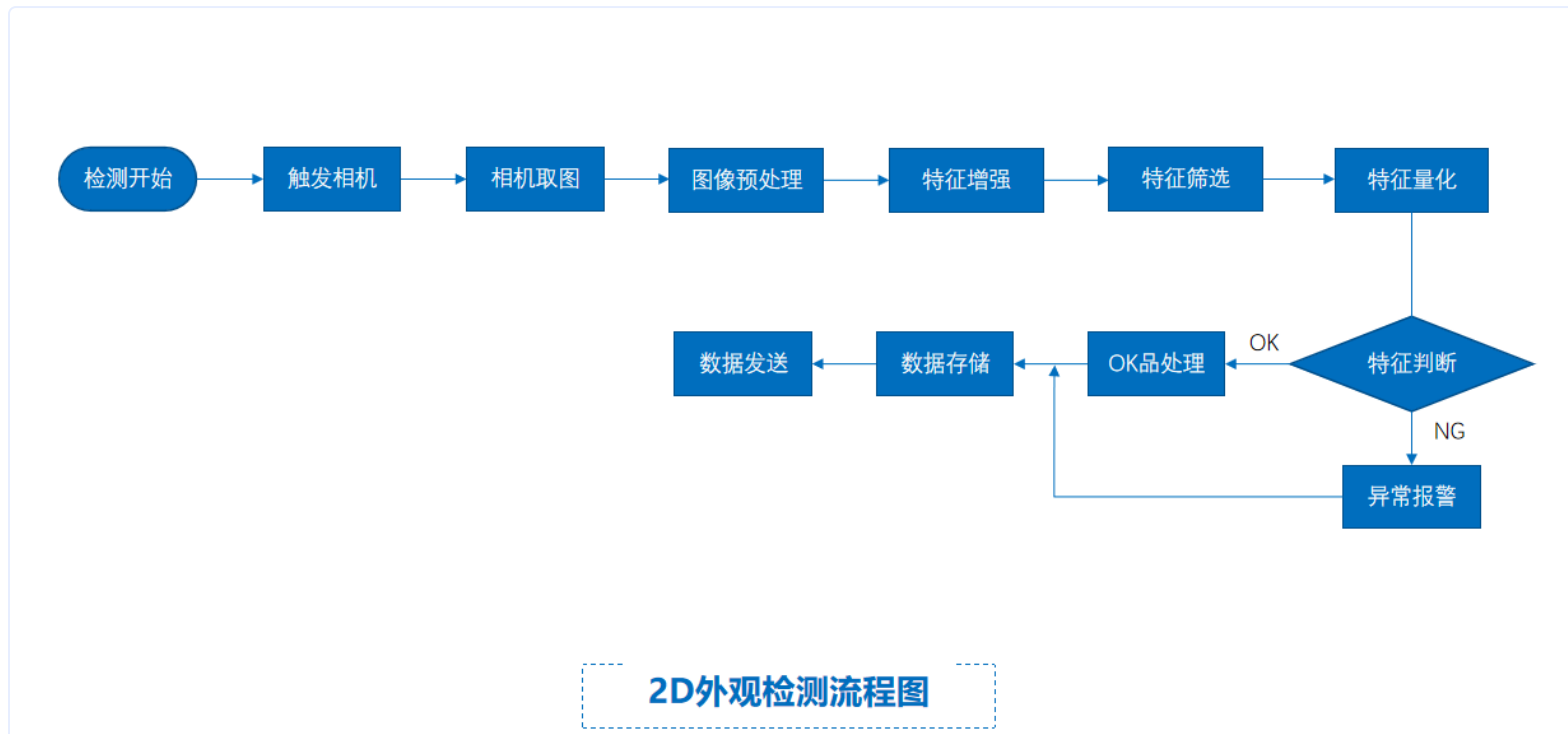 检测开始
触发相机
相机取图
图像预处理
特征增强
特征筛选
特征量化
数据发送
数据存储
OK品处理
OK
特征判断
NG
异常报警
2D外观检测流程图